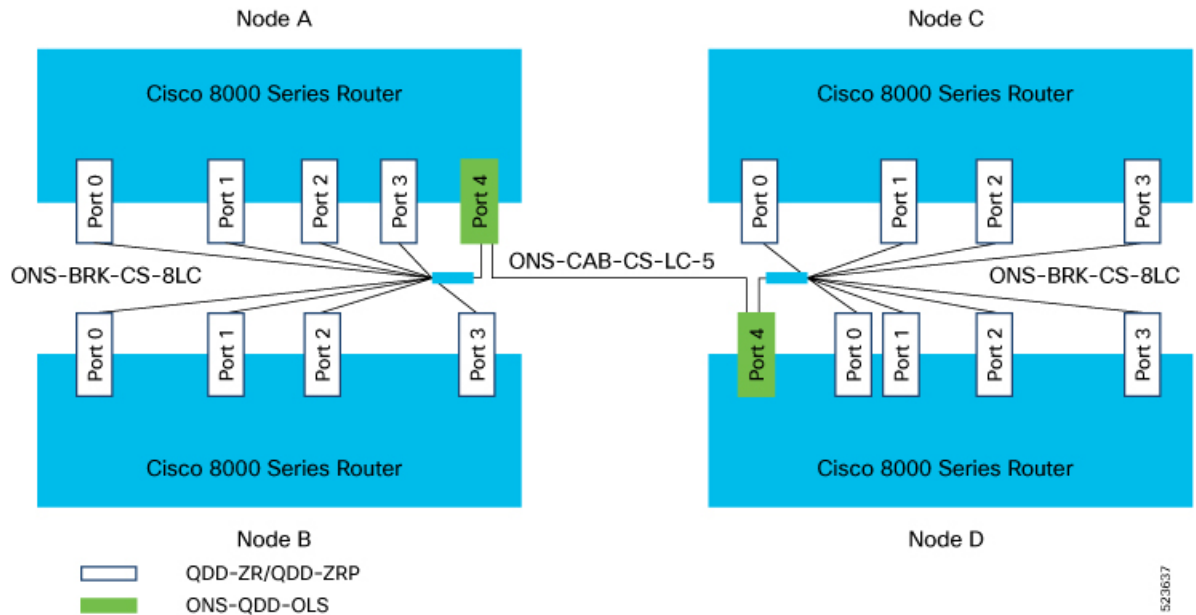 Node A
Node C
Cisco 8000 Series Router
Cisco 8000 Series Router
Port 0
Port 1
Port 2
Port 3
Port 4
Port 0
Port 1
Port 2
Port 3
ONS-BRK-CS-8LC
ONS-CAB-CS-LC-5
ONS-BRK-CS-8LC
Port 0
Port 1
Port 2
Port 3
Port 4
Port 0
Port 1
Port 2
Port 3
Cisco 8000 Series Router
Cisco 8000 Series Router
Node B
Node D
QDD-ZR/QDD-ZRP
ONS-QDD-OLS
523637